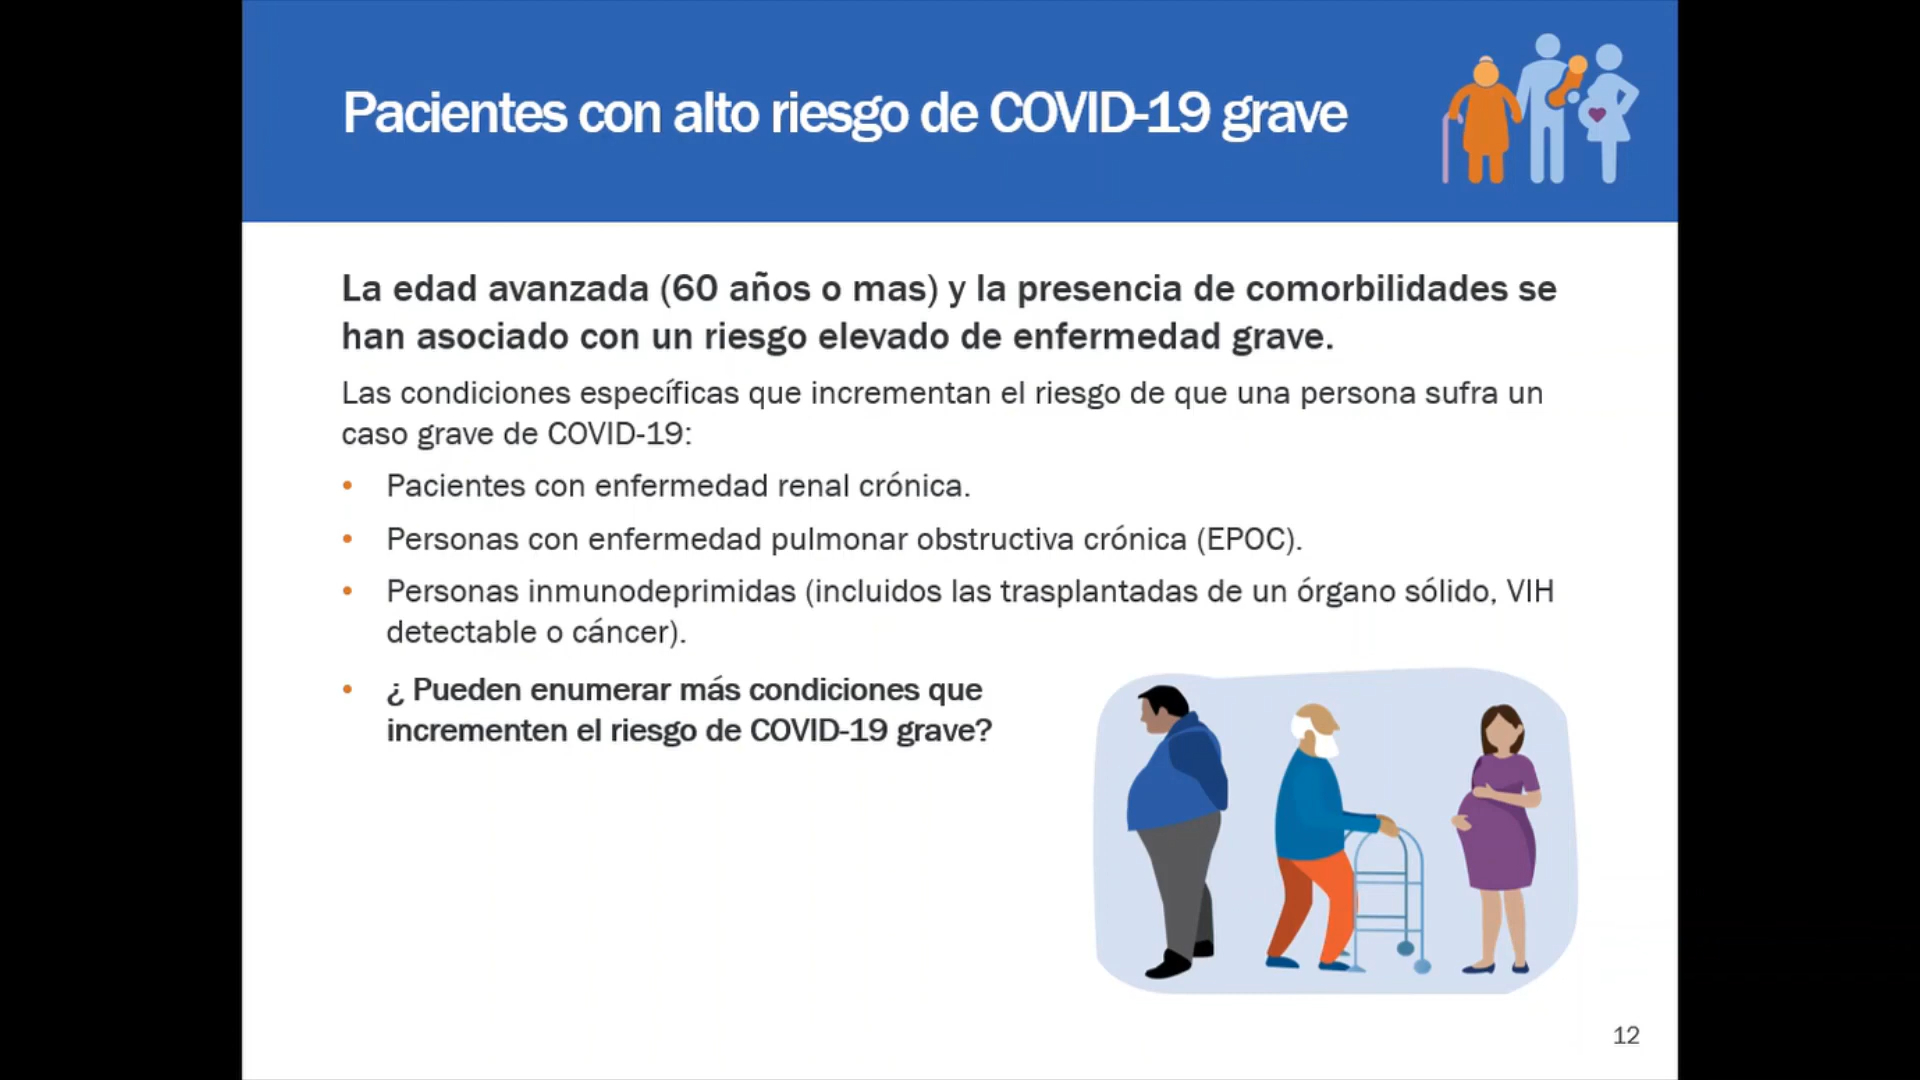 Pacientes con alto riesgo de COVID-19 grave
La edad avanzada (60 años o mas) y la presencia de comorbilidades se
han asociado con un riesgo elevado de enfermedad grave.
Las condiciones específicas que incrementan el riesgo de que una persona sufra un
caso grave de COVID-19:
• Pacientes con enfermedad renal crónica.
• Personas con enfermedad pulmonar obstructiva crónica (EPOC).
• Personas inmunodeprimidas (incluidos las trasplantadas de un órgano sólido, VIH
detectable o cáncer).
• ¿ Pueden enumerar más condiciones que
incrementen el riesgo de COVID-19 grave?
12